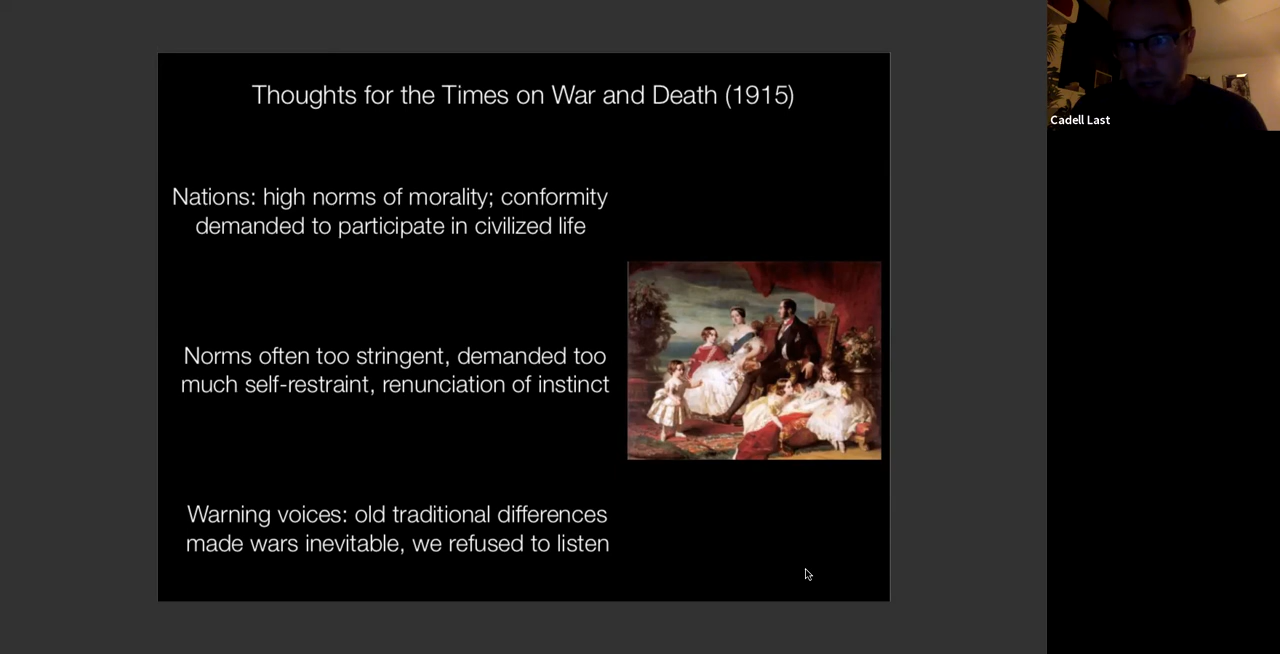 Thoughts for the Times on War and Death (1915)
Nations: high norms of morality; conformity
demanded to participate in civilized life
Norms often too stringent, demanded too
much self-restraint, renunciation of instinct
Warning voices: old traditional differences
made wars inevitable, we refused to listen
Cadell Last